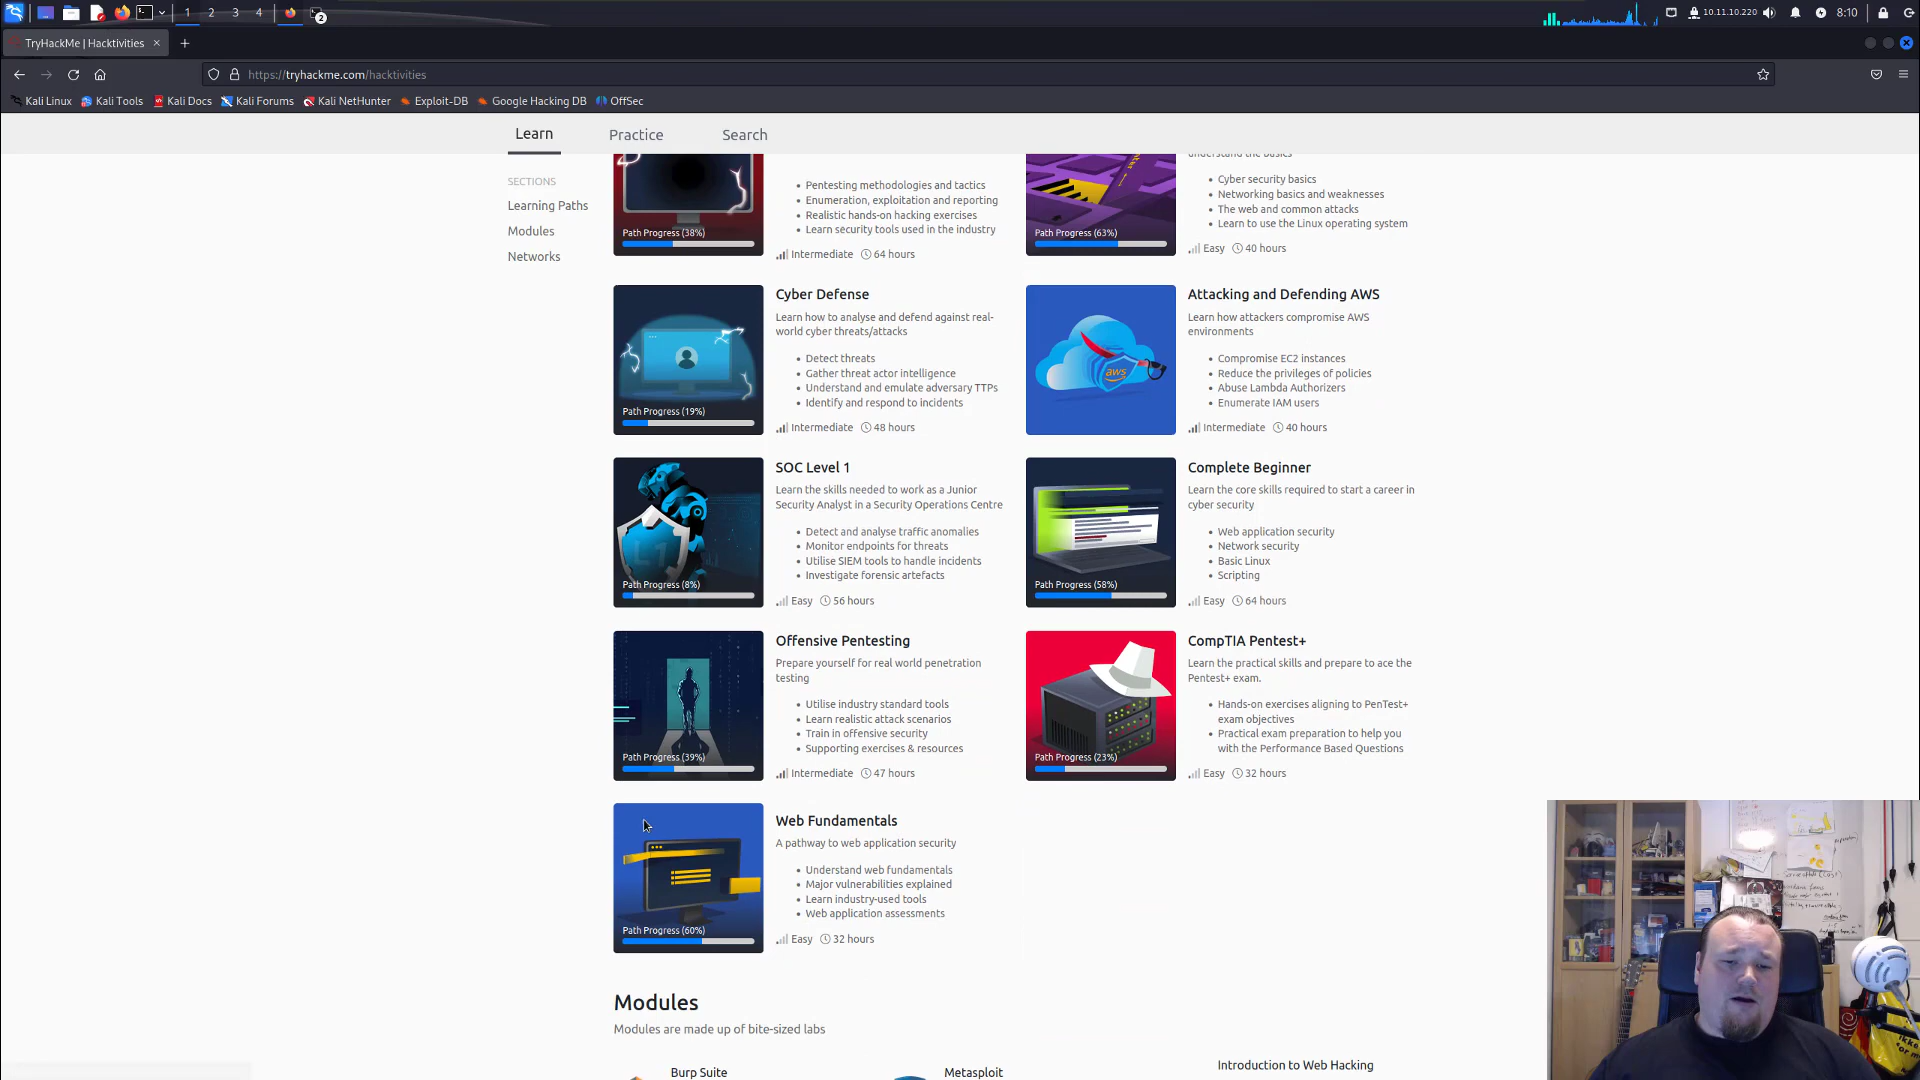 1 2 3 4 2 10.11.10.220 8:10
TryHackMe | Hacktivities
https://tryhackme.com/hacktivities
Kali Linux Kali Tools Kali Docs Kali Forums Kali NetHunter Exploit-DB Google Hacking DB OffSec
Learn Practice Search
SECTIONS
Learning Paths
Modules
Networks
Pentesting methodologies and tactics
Enumeration, exploitation and reporting
Realistic hands-on hacking exercises
Learn security tools used in the industry
Path Progress (38%)
Intermediate 64 hours
understand the basics
Cyber security basics
Networking basics and weaknesses
The web and common attacks
Learn to use the Linux operating system
Path Progress (63%)
Easy 40 hours
Cyber Defense
Learn how to analyse and defend against real-
world cyber threats/attacks
Detect threats
Gather threat actor intelligence
Understand and emulate adversary TTPs
Identify and respond to incidents
Path Progress (19%)
Intermediate 48 hours
Attacking and Defending AWS
Learn how attackers compromise AWS
environments
Compromise EC2 instances
Reduce the privileges of policies
Abuse Lambda Authorizers
Enumerate IAM users
aws
Intermediate 40 hours
SOC Level 1
Learn the skills needed to work as a Junior
Security Analyst in a Security Operations Centre
Detect and analyse traffic anomalies
Monitor endpoints for threats
Utilise SIEM tools to handle incidents
Investigate forensic artefacts
L1
Path Progress (8%)
Easy 56 hours
Complete Beginner
Learn the core skills required to start a career in
cyber security
Web application security
Network security
Basic Linux
Scripting
Path Progress (58%)
Easy 64 hours
Offensive Pentesting
Prepare yourself for real world penetration
testing
Utilise industry standard tools
Learn realistic attack scenarios
Train in offensive security
Supporting exercises & resources
Path Progress (39%)
Intermediate 47 hours
CompTIA Pentest+
Learn the practical skills and prepare to ace the
Pentest+ exam.
Hands-on exercises aligning to PenTest+
exam objectives
Practical exam preparation to help you
with the Performance Based Questions
Path Progress (23%)
Easy 32 hours
Web Fundamentals
A pathway to web application security
Understand web fundamentals
Major vulnerabilities explained
Learn industry-used tools
Web application assessments
Path Progress (60%)
Easy 32 hours
Modules
Modules are made up of bite-sized labs
Burp Suite
Metasploit
Introduction to Web Hacking